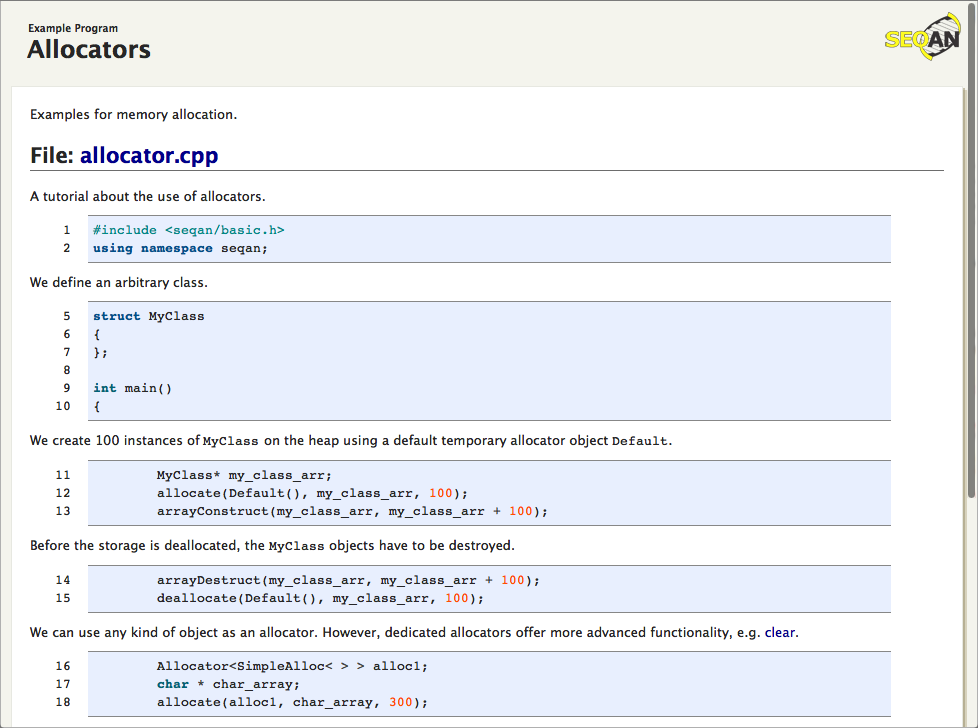 Example Program
Allocators
SEQAN
Examples for memory allocation.
File: allocator.cpp
A tutorial about the use of allocators.
1 #include <seqan/basic.h>
2 using namespace seqan;
We define an arbitrary class.
5 struct MyClass
6 {
7 };
8
9 int main()
10 {
We create 100 instances of MyClass on the heap using a default temporary allocator object Default.
11 MyClass* my_class_arr;
12 allocate(Default(), my_class_arr, 100);
13 arrayConstruct(my_class_arr, my_class_arr + 100);
Before the storage is deallocated, the MyClass objects have to be destroyed.
14 arrayDestruct(my_class_arr, my_class_arr + 100);
15 deallocate(Default(), my_class_arr, 100);
We can use any kind of object as an allocator. However, dedicated allocators offer more advanced functionality, e.g. clear.
16 Allocator<SimpleAlloc< > > alloc1;
17 char * char_array;
18 allocate(alloc1, char_array, 300);